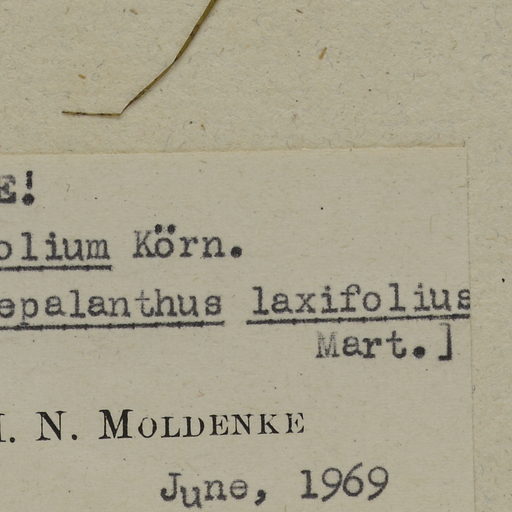 E!
olium Körn.
epalanthus laxifolius
Mart.]
. N. MOLDENKE
June, 1969